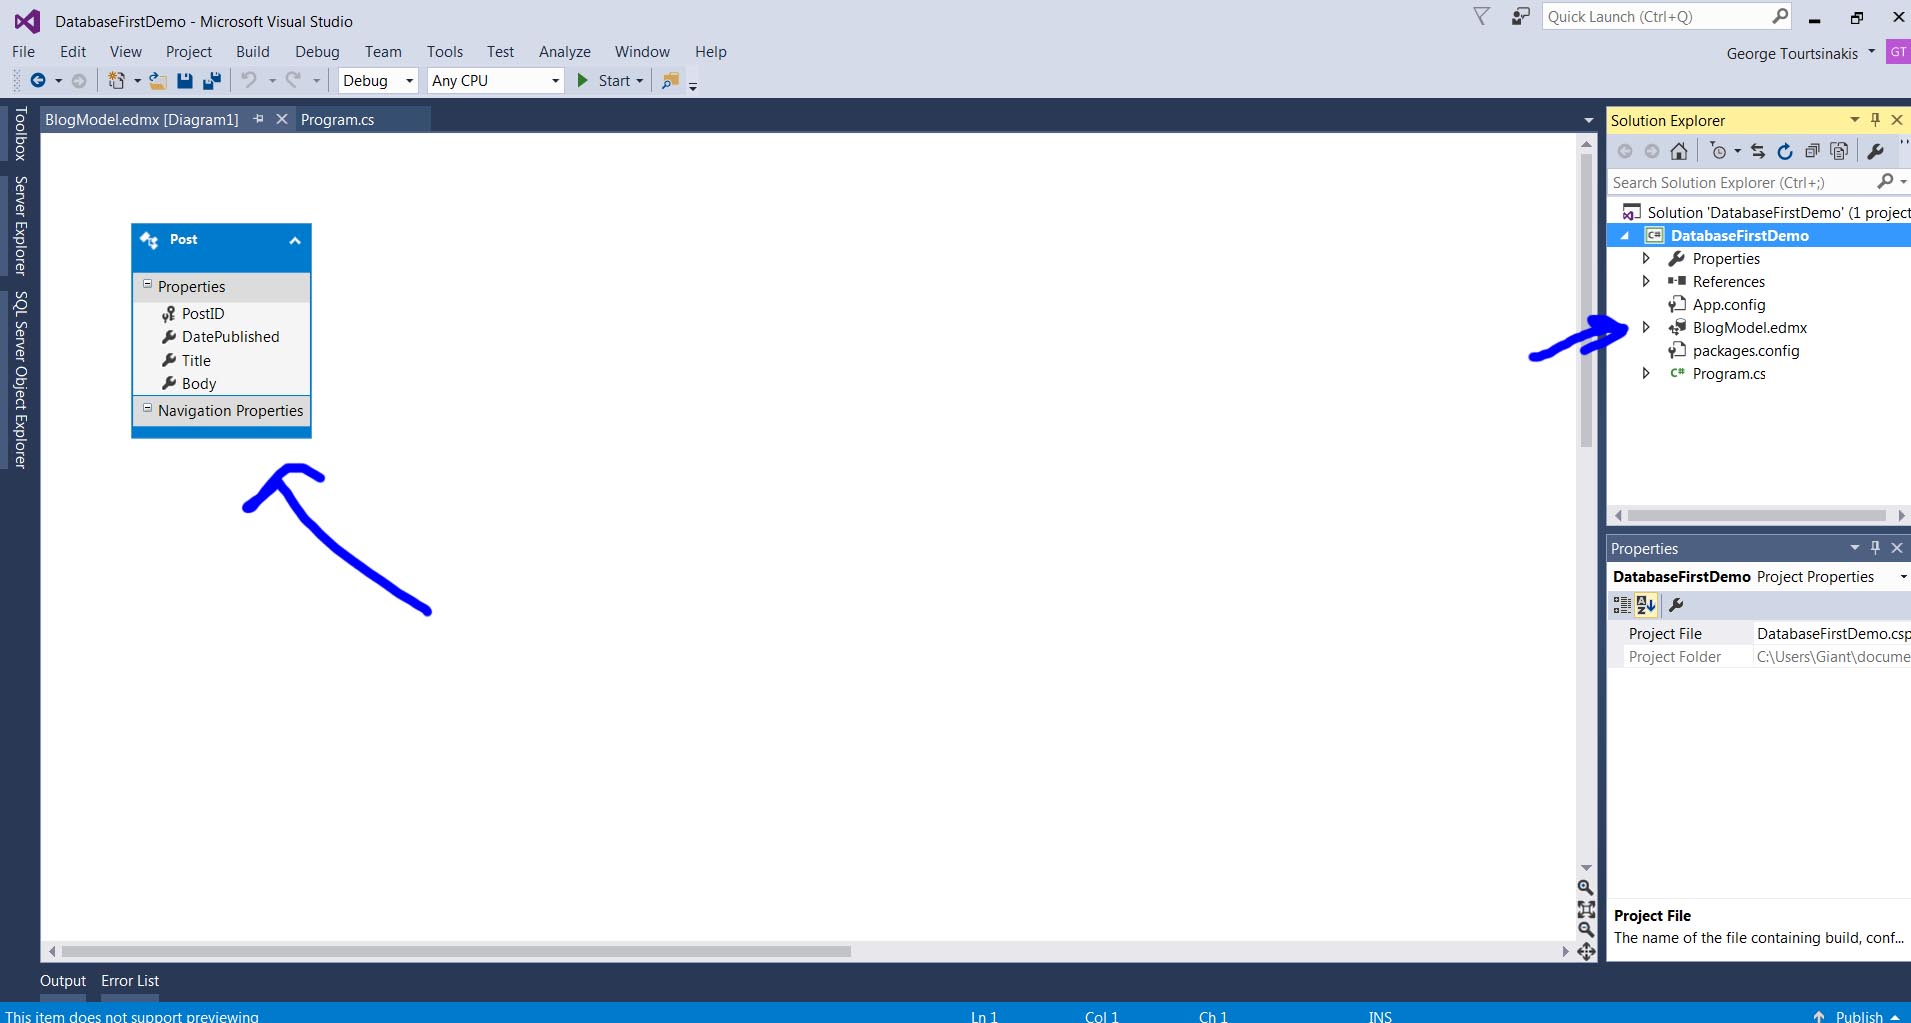 DatabaseFirstDemo - Microsoft Visual Studio
Quick Launch (Ctrl+Q)
File Edit View Project Build Debug Team Tools Test Analyze Window Help
George Tourtsinakis GT
Debug Any CPU Start
Toolbox
Server Explorer
SQL Server Object Explorer
BlogModel.edmx [Diagram1] Program.cs
Post
Properties
PostID
DatePublished
Title
Body
Navigation Properties
Solution Explorer
Search Solution Explorer (Ctrl+;)
Solution 'DatabaseFirstDemo' (1 project
C# DatabaseFirstDemo
Properties
References
App.config
BlogModel.edmx
packages.config
C# Program.cs
Properties
DatabaseFirstDemo Project Properties
Project File DatabaseFirstDemo.csp
Project Folder C:\Users\Giant\docume
Project File
The name of the file containing build, conf...
Output Error List
This item does not support previewing Ln 1 Col 1 Ch 1 INS Publish